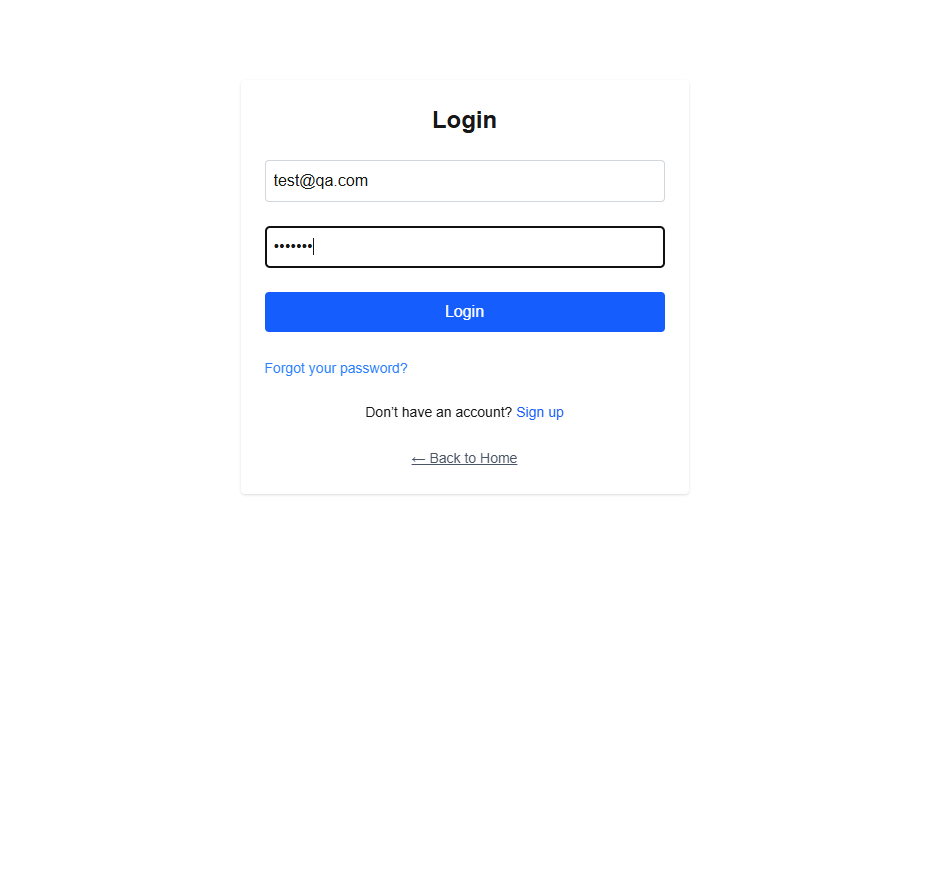 Login
test@qa.com
•••••••
Login
Forgot your password?
Don't have an account? Sign up
← Back to Home